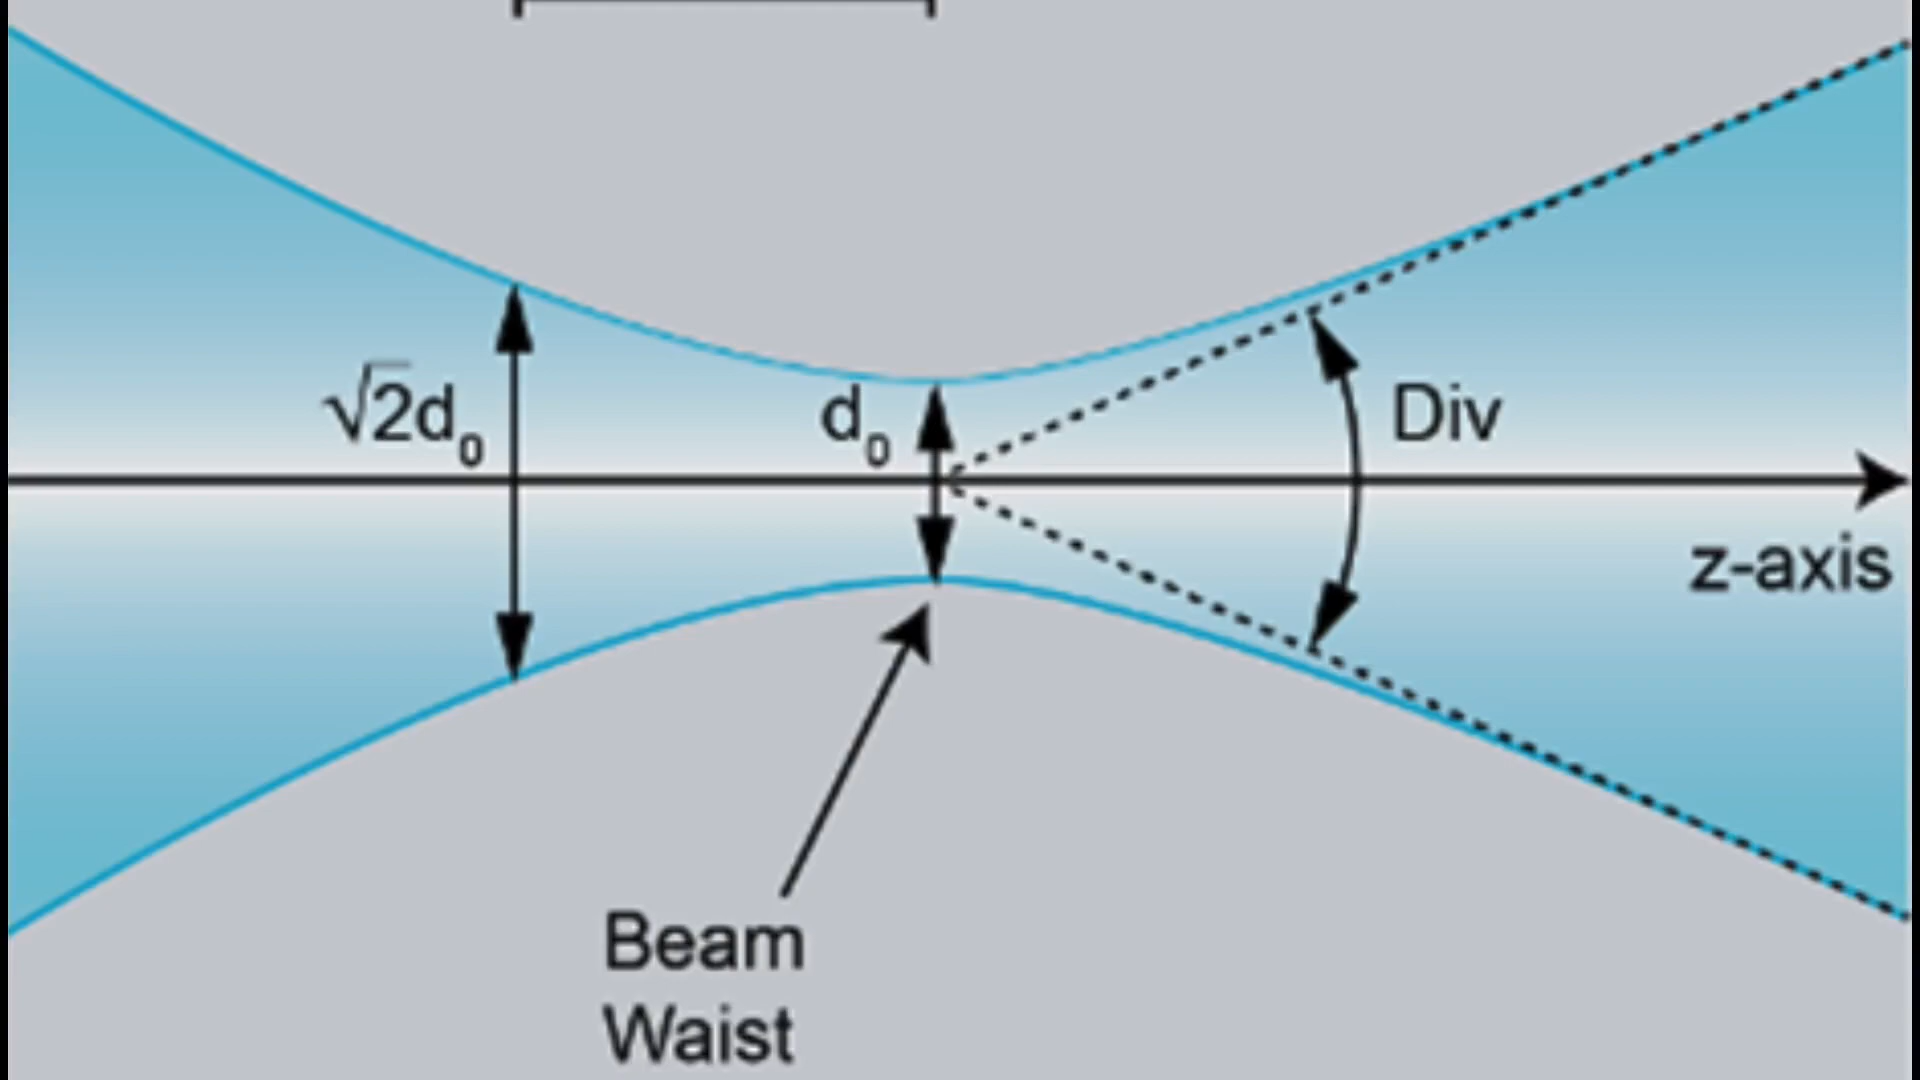 √2d₀
d₀
Div
z-axis
Beam
Waist